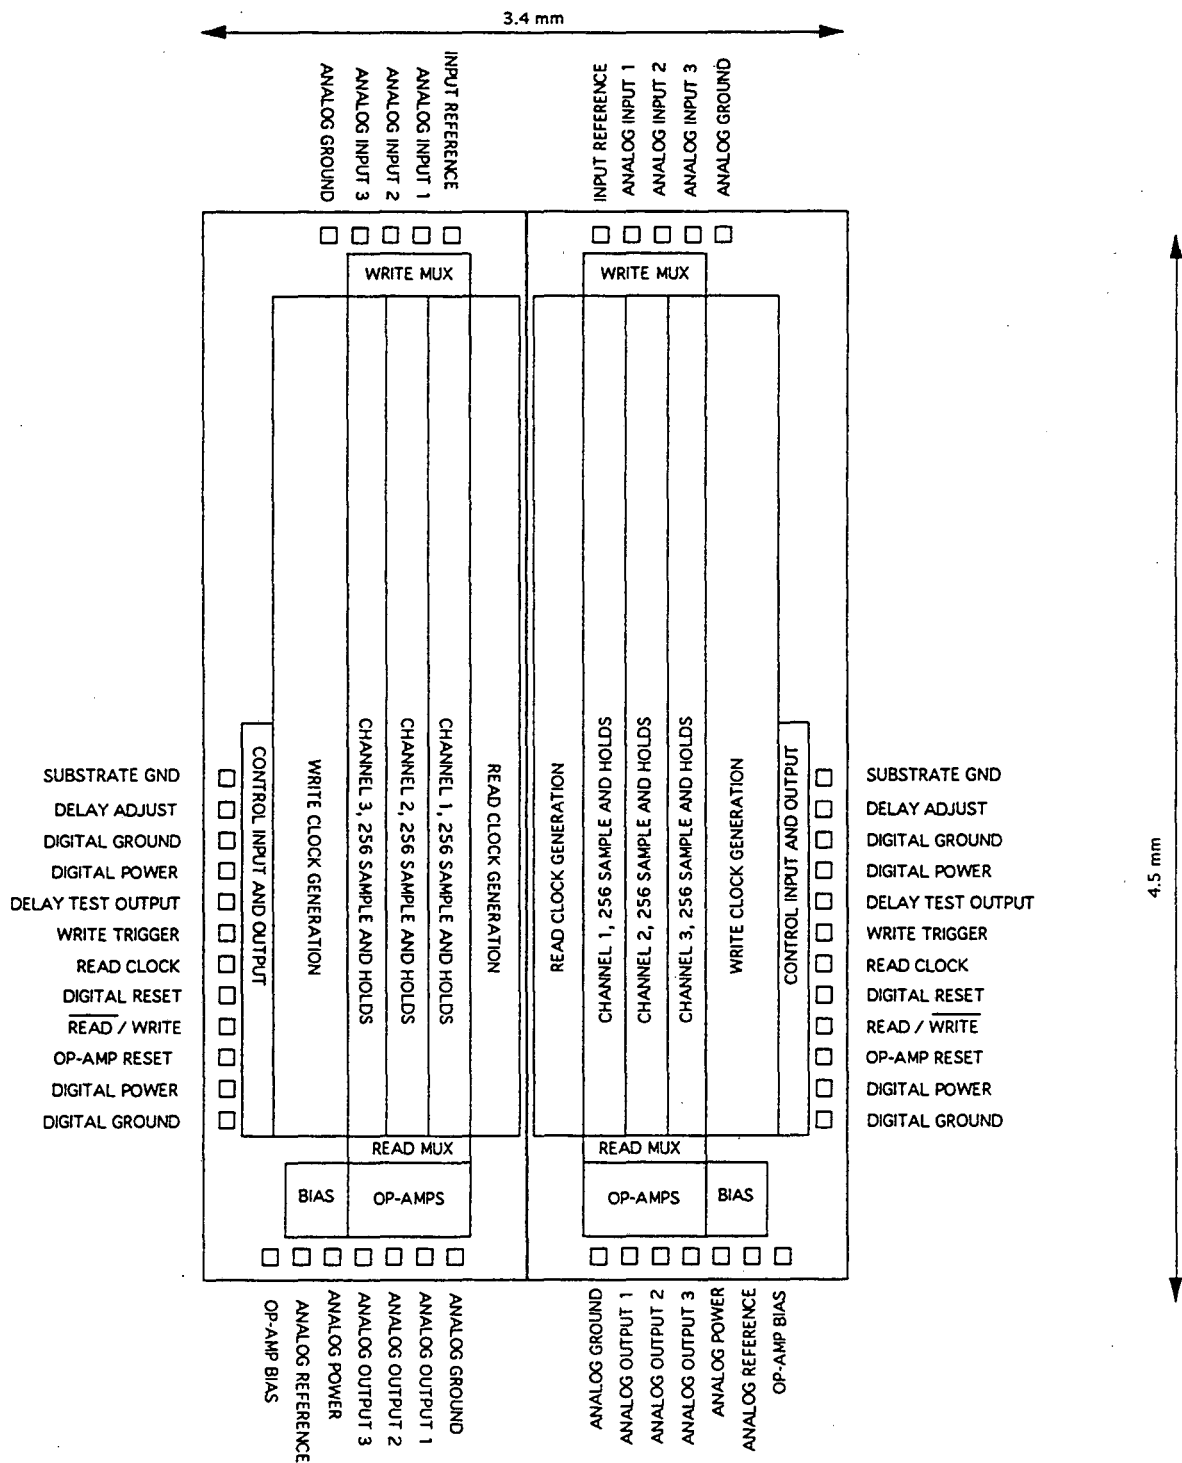 3.4 mm
ANALOG GROUND
ANALOG INPUT 3
ANALOG INPUT 2
ANALOG INPUT 1
INPUT REFERENCE
INPUT REFERENCE
ANALOG INPUT 1
ANALOG INPUT 2
ANALOG INPUT 3
ANALOG GROUND
WRITE MUX
WRITE MUX
CONTROL INPUT AND OUTPUT
WRITE CLOCK GENERATION
CHANNEL 3, 256 SAMPLE AND HOLDS
CHANNEL 2, 256 SAMPLE AND HOLDS
CHANNEL 1, 256 SAMPLE AND HOLDS
READ CLOCK GENERATION
READ CLOCK GENERATION
CHANNEL 1, 256 SAMPLE AND HOLDS
CHANNEL 2, 256 SAMPLE AND HOLDS
CHANNEL 3, 256 SAMPLE AND HOLDS
WRITE CLOCK GENERATION
CONTROL INPUT AND OUTPUT
SUBSTRATE GND
DELAY ADJUST
DIGITAL GROUND
DIGITAL POWER
DELAY TEST OUTPUT
WRITE TRIGGER
READ CLOCK
DIGITAL RESET
READ / WRITE
OP-AMP RESET
DIGITAL POWER
DIGITAL GROUND
SUBSTRATE GND
DELAY ADJUST
DIGITAL GROUND
DIGITAL POWER
DELAY TEST OUTPUT
WRITE TRIGGER
READ CLOCK
DIGITAL RESET
READ / WRITE
OP-AMP RESET
DIGITAL POWER
DIGITAL GROUND
4.5 mm
READ MUX
READ MUX
BIAS
OP-AMPS
OP-AMPS
BIAS
OP-AMP BIAS
ANALOG REFERENCE
ANALOG POWER
ANALOG OUTPUT 3
ANALOG OUTPUT 2
ANALOG OUTPUT 1
ANALOG GROUND
ANALOG GROUND
ANALOG OUTPUT 1
ANALOG OUTPUT 2
ANALOG OUTPUT 3
ANALOG POWER
ANALOG REFERENCE
OP-AMP BIAS